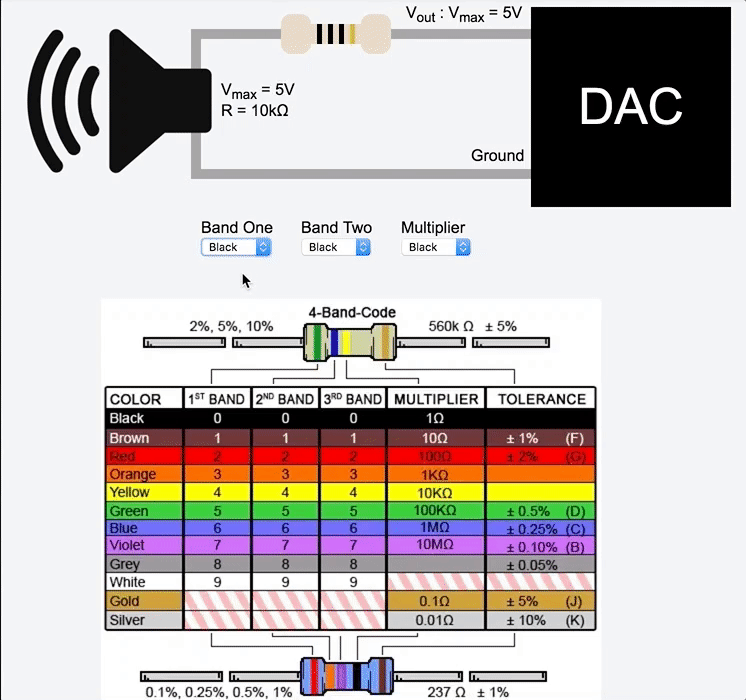 Vout : Vmax = 5V
DAC
Vmax = 5V
R = 10kΩ
Ground
Band One Band Two Multiplier
Black Black Black
4-Band-Code
2%, 5%, 10% 560k Ω ± 5%
COLOR 1ST BAND 2ND BAND 3RD BAND MULTIPLIER TOLERANCE
Black 0 0 0 1Ω
Brown 1 1 1 10Ω ± 1% (F)
Red 2 2 2 100Ω ± 2% (G)
Orange 3 3 3 1KΩ
Yellow 4 4 4 10KΩ
Green 5 5 5 100KΩ ± 0.5% (D)
Blue 6 6 6 1MΩ ± 0.25% (C)
Violet 7 7 7 10MΩ ± 0.10% (B)
Grey 8 8 8 ± 0.05%
White 9 9 9
Gold 0.1Ω ± 5% (J)
Silver 0.01Ω ± 10% (K)
0.1%, 0.25%, 0.5%, 1% 237 Ω ± 1%